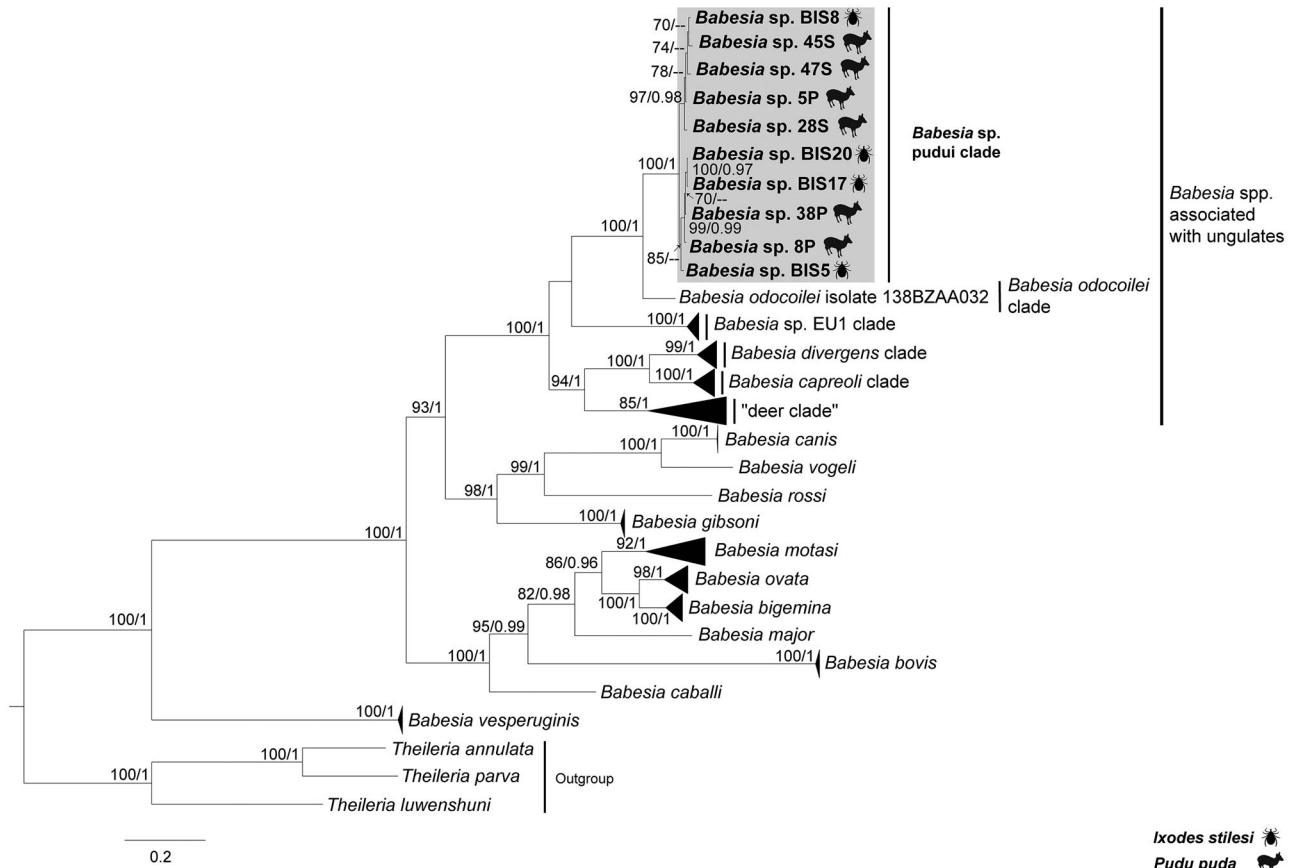 70/--
Babesia sp. BIS8
74/--
Babesia sp. 45S
78/--
Babesia sp. 47S
97/0.98
Babesia sp. 5P
Babesia sp. 28S
Babesia sp.
pudui clade
100/1
Babesia sp. BIS20
100/0.97
Babesia sp. BIS17
70/--
Babesia sp. 38P
99/0.99
Babesia sp. 8P
85/--
Babesia sp. BIS5
Babesia spp.
associated
with ungulates
100/1
Babesia odocoilei isolate 138BZAA032
Babesia odocoilei
clade
100/1
100/1
Babesia sp. EU1 clade
99/1
Babesia divergens clade
100/1
100/1
Babesia capreoli clade
94/1
85/1
"deer clade"
93/1
100/1
Babesia canis
100/1
Babesia vogeli
99/1
Babesia rossi
98/1
100/1
Babesia gibsoni
100/1
92/1
Babesia motasi
86/0.96
98/1
Babesia ovata
100/1
100/1
Babesia bigemina
82/0.98
Babesia major
95/0.99
100/1
Babesia bovis
100/1
Babesia caballi
100/1
100/1
Babesia vesperuginis
100/1
Theileria annulata
100/1
Theileria parva
Outgroup
Theileria luwenshuni
0.2
Ixodes stilesi
Pudu puda